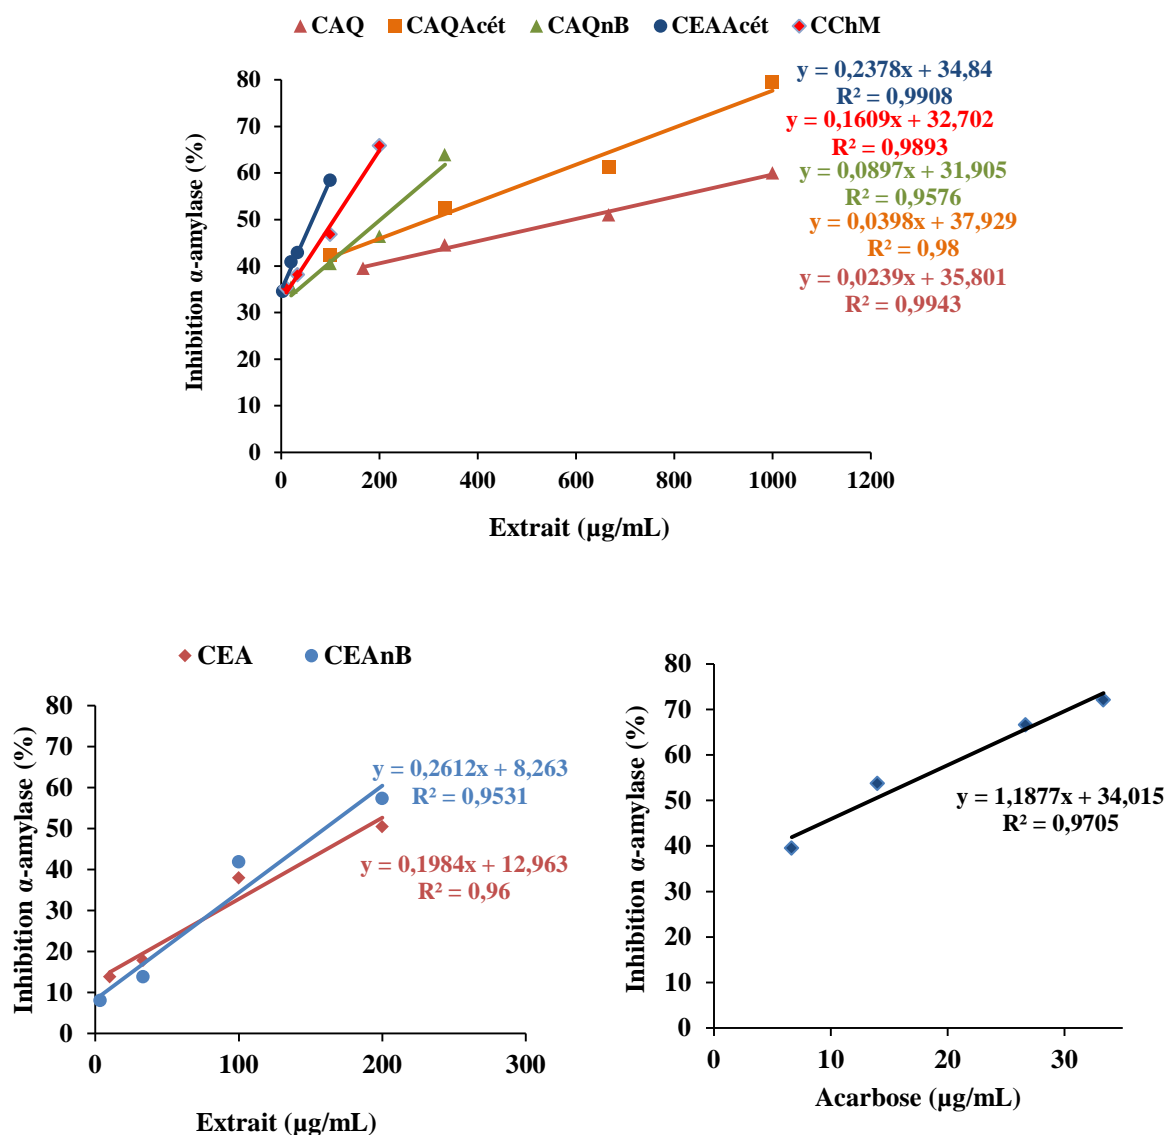 CAQ CAQAcét CAQnB CEAAcét CChM
y = 0,2378x + 34,84
R² = 0,9908
y = 0,1609x + 32,702
R² = 0,9893
y = 0,0897x + 31,905
R² = 0,9576
y = 0,0398x + 37,929
R² = 0,98
y = 0,0239x + 35,801
R² = 0,9943
Inhibition α-amylase (%)
80
70
60
50
40
30
20
10
0
0 200 400 600 800 1000 1200
Extrait (µg/mL)
CEA CEAnB
Inhibition α-amylase (%)
80
70
60
50
40
30
20
10
0
y = 0,2612x + 8,263
R² = 0,9531
y = 0,1984x + 12,963
R² = 0,96
0 100 200 300
Extrait (µg/mL)
Inhibition α-amylase (%)
80
70
60
50
40
30
20
10
0
y = 1,1877x + 34,015
R² = 0,9705
0 10 20 30
Acarbose (µg/mL)